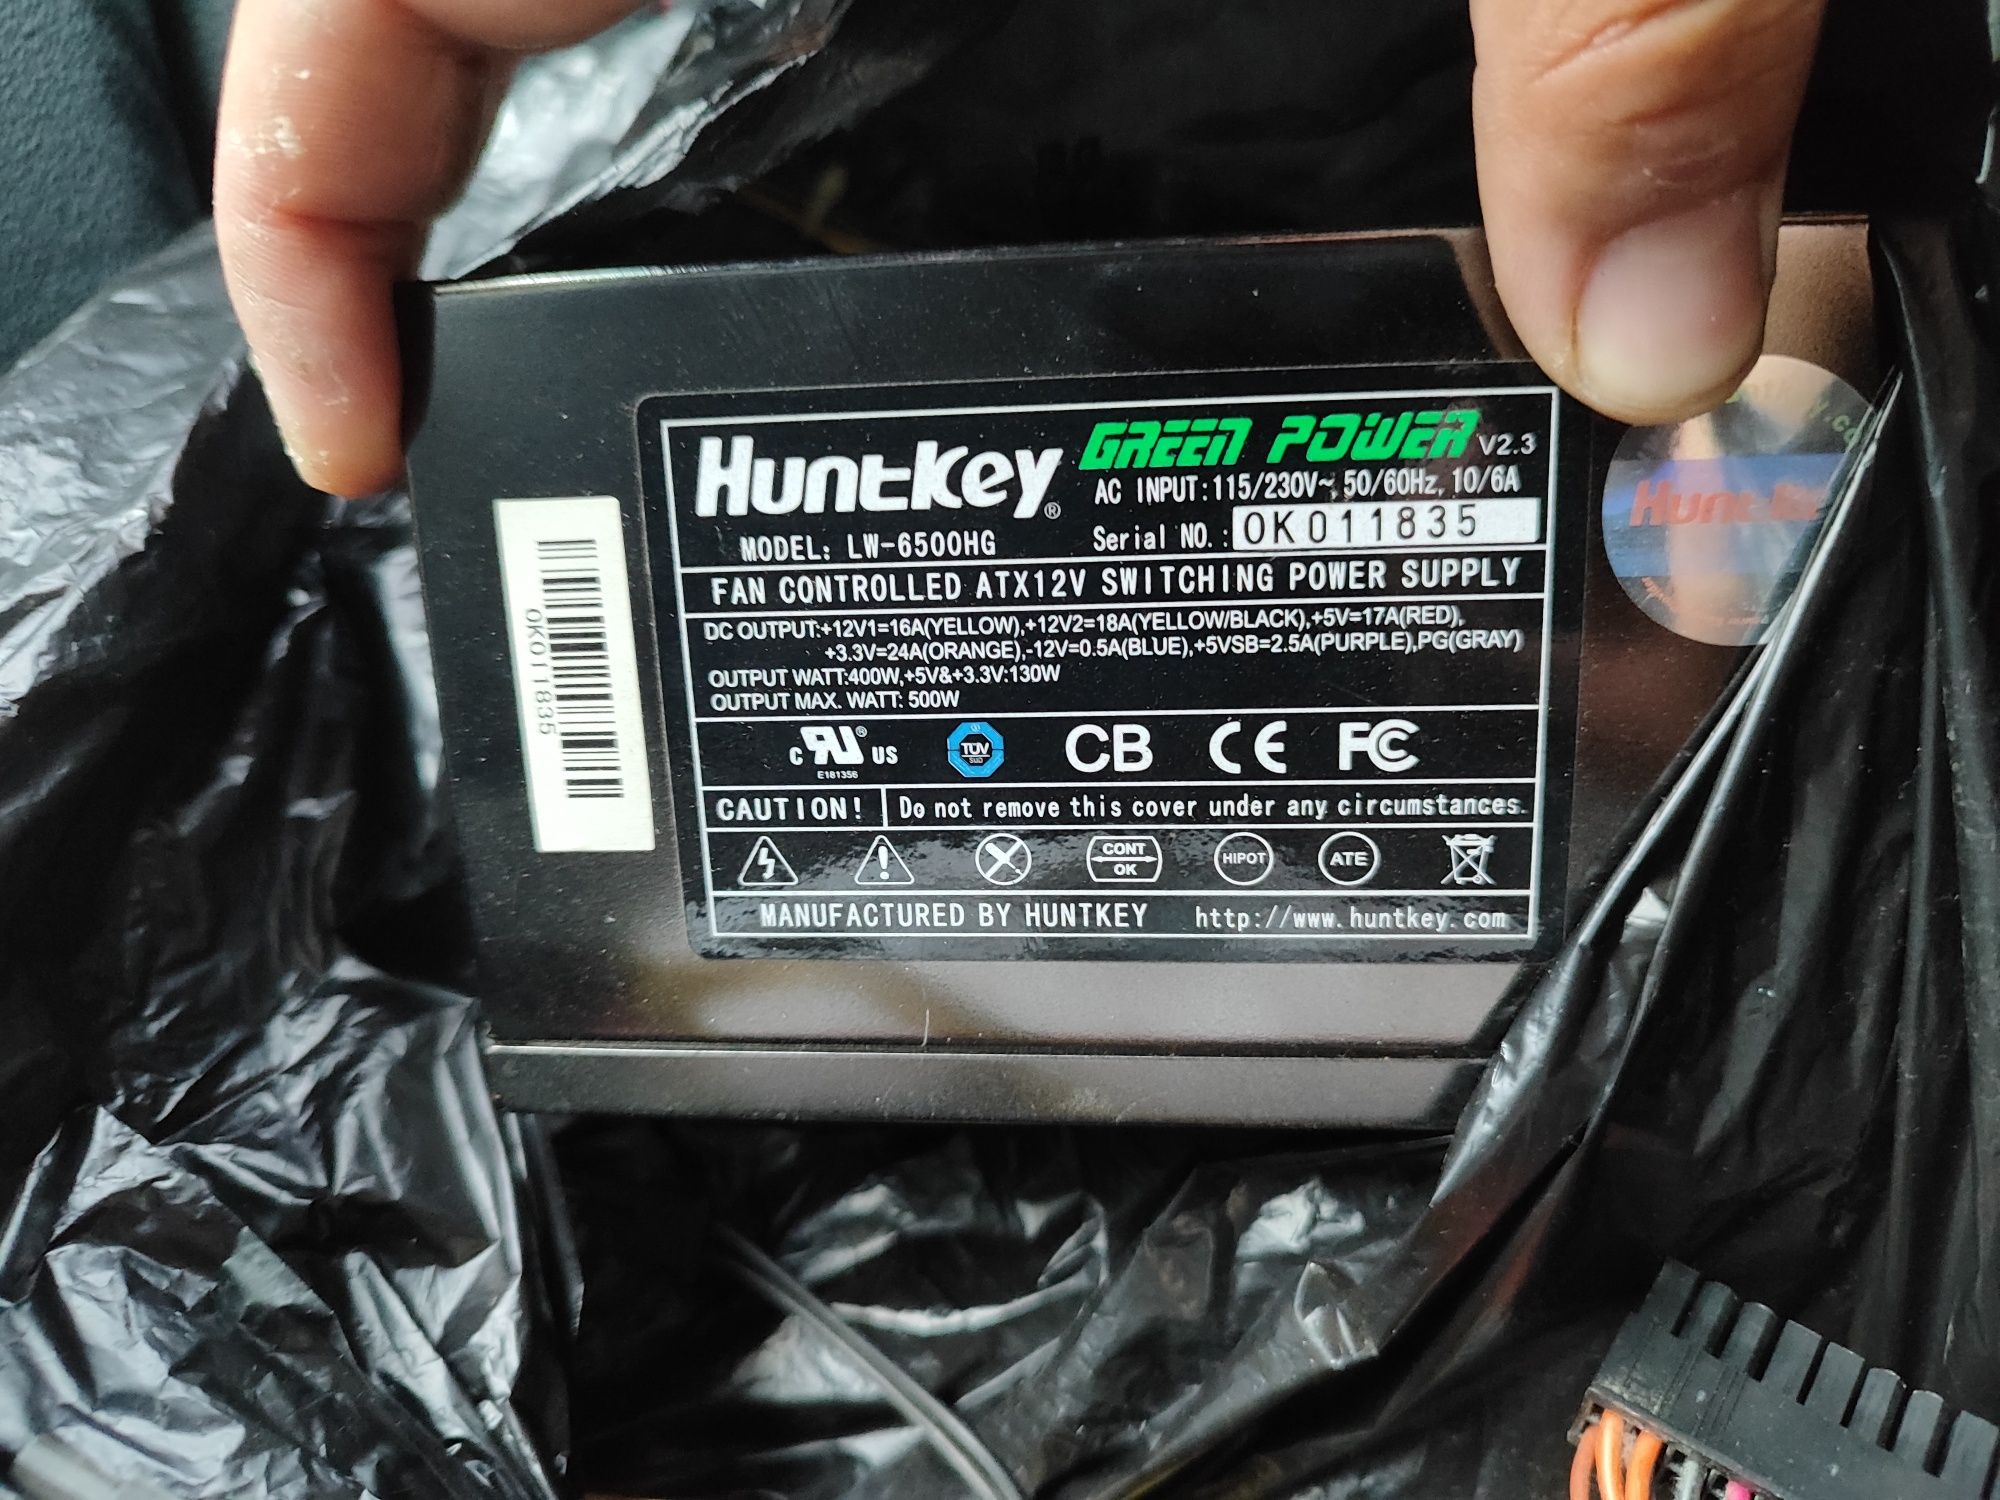 HuntKey®
GREEN POWER V2.3
AC INPUT:115/230V~, 50/60Hz, 10/6A
MODEL: LW-6500HG
Serial NO.: OK011835
FAN CONTROLLED ATX12V SWITCHING POWER SUPPLY
DC OUTPUT:+12V1=16A(YELLOW),+12V2=18A(YELLOW/BLACK),+5V=17A(RED),
+3.3V=24A(ORANGE),-12V=0.5A(BLUE),+5VSB=2.5A(PURPLE),PG(GRAY)
OUTPUT WATT:400W,+5V&+3.3V:130W
OUTPUT MAX. WATT: 500W
C RU® US
E181356
TÜV
SÜD
CB CE FC
CAUTION! Do not remove this cover under any circumstances.
CONT
OK
HIPOT
ATE
MANUFACTURED BY HUNTKEY http://www.huntkey.com
OK011835
HuntKe